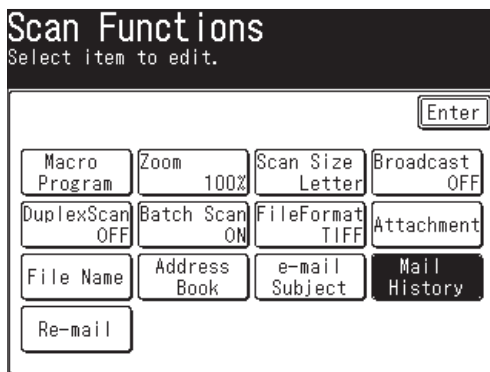 Scan Functions
Select item to edit.
Enter
Macro Program
Zoom 100%
Scan Size Letter
Broadcast OFF
DuplexScan OFF
Batch Scan ON
FileFormat TIFF
Attachment
File Name
Address Book
e-mail Subject
Mail History
Re-mail